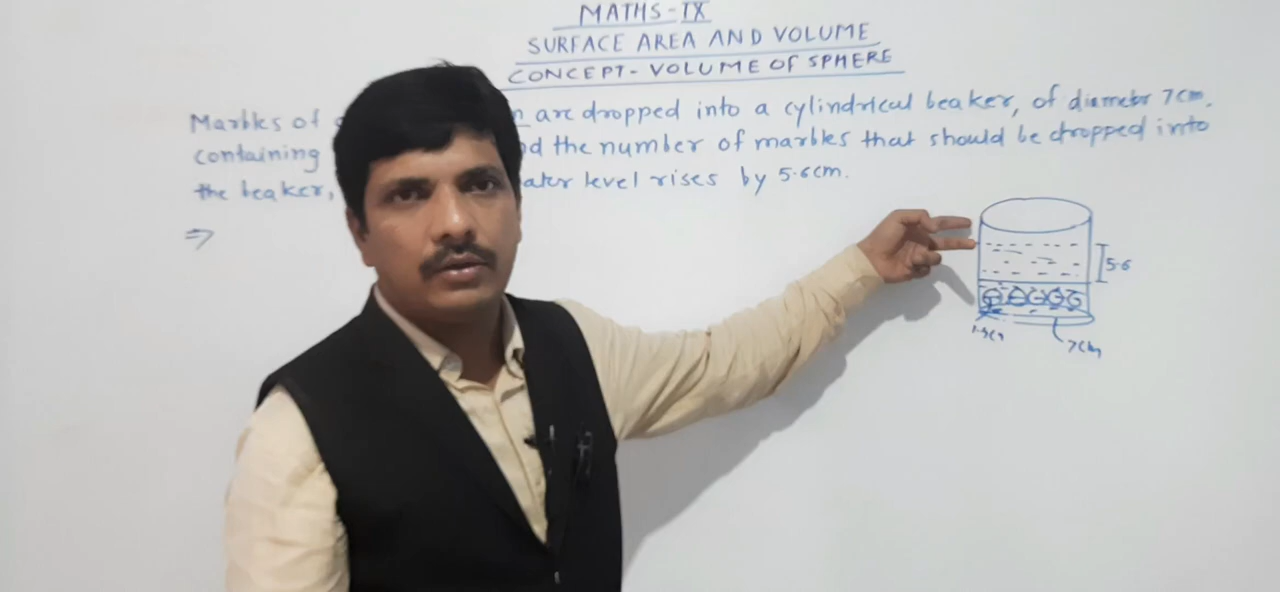 MATHS-IX
SURFACE AREA AND VOLUME
CONCEPT-VOLUME OF SPHERE
Marbles of are dropped into a cylindrical beaker, of diameter 7cm.
containing the number of marbles that should be dropped into
the beaker, level rises by 5.6cm.
⇒
5.6
7cm